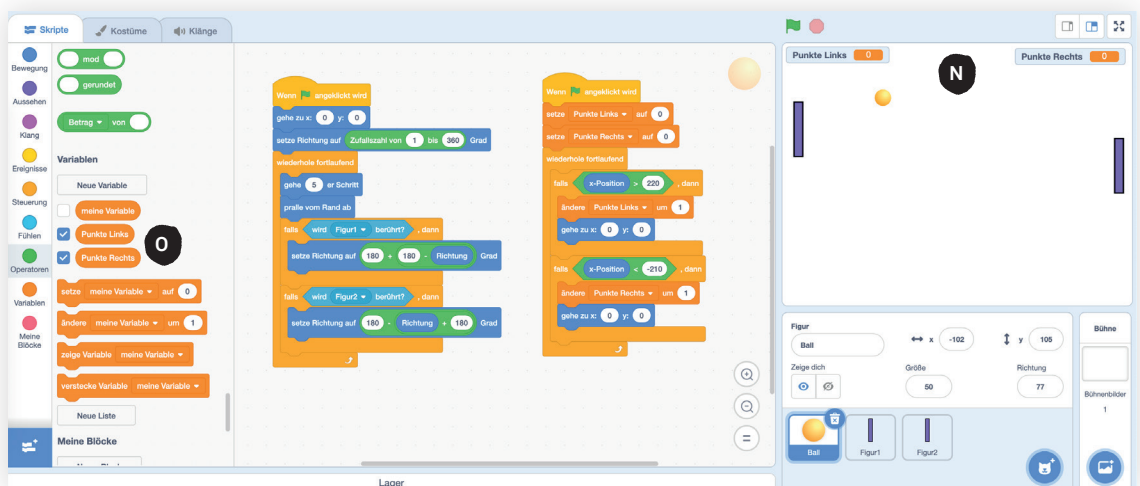 Skripte
Kostüme
Klänge
Bewegung
Aussehen
Klang
Ereignisse
Steuerung
Fühlen
Operatoren
Variablen
Meine
Blöcke
mod
gerundet
Betrag von
Variablen
Neue Variable
meine Variable
Punkte Links
Punkte Rechts
O
setze meine Variable auf 0
ändere meine Variable um 1
zeige Variable meine Variable
verstecke Variable meine Variable
Neue Liste
Meine Blöcke
Wenn angeklickt wird
gehe zu x: 0 y: 0
setze Richtung auf Zufallszahl von 1 bis 360 Grad
wiederhole fortlaufend
gehe 5 er Schritt
pralle vom Rand ab
falls wird Figur1 berührt? , dann
setze Richtung auf 180 + 180 - Richtung Grad
falls wird Figur2 berührt? , dann
setze Richtung auf 180 - Richtung + 180 Grad
Wenn angeklickt wird
setze Punkte Links auf 0
setze Punkte Rechts auf 0
wiederhole fortlaufend
falls x-Position > 220 , dann
ändere Punkte Links um 1
gehe zu x: 0 y: 0
falls x-Position < -210 , dann
ändere Punkte Rechts um 1
gehe zu x: 0 y: 0
Lager
Punkte Links 0
N
Punkte Rechts 0
Figur
Ball
x -102
y 105
Zeige dich
Größe
50
Richtung
77
Ball
Figur1
Figur2
Bühne
Bühnenbilder
1